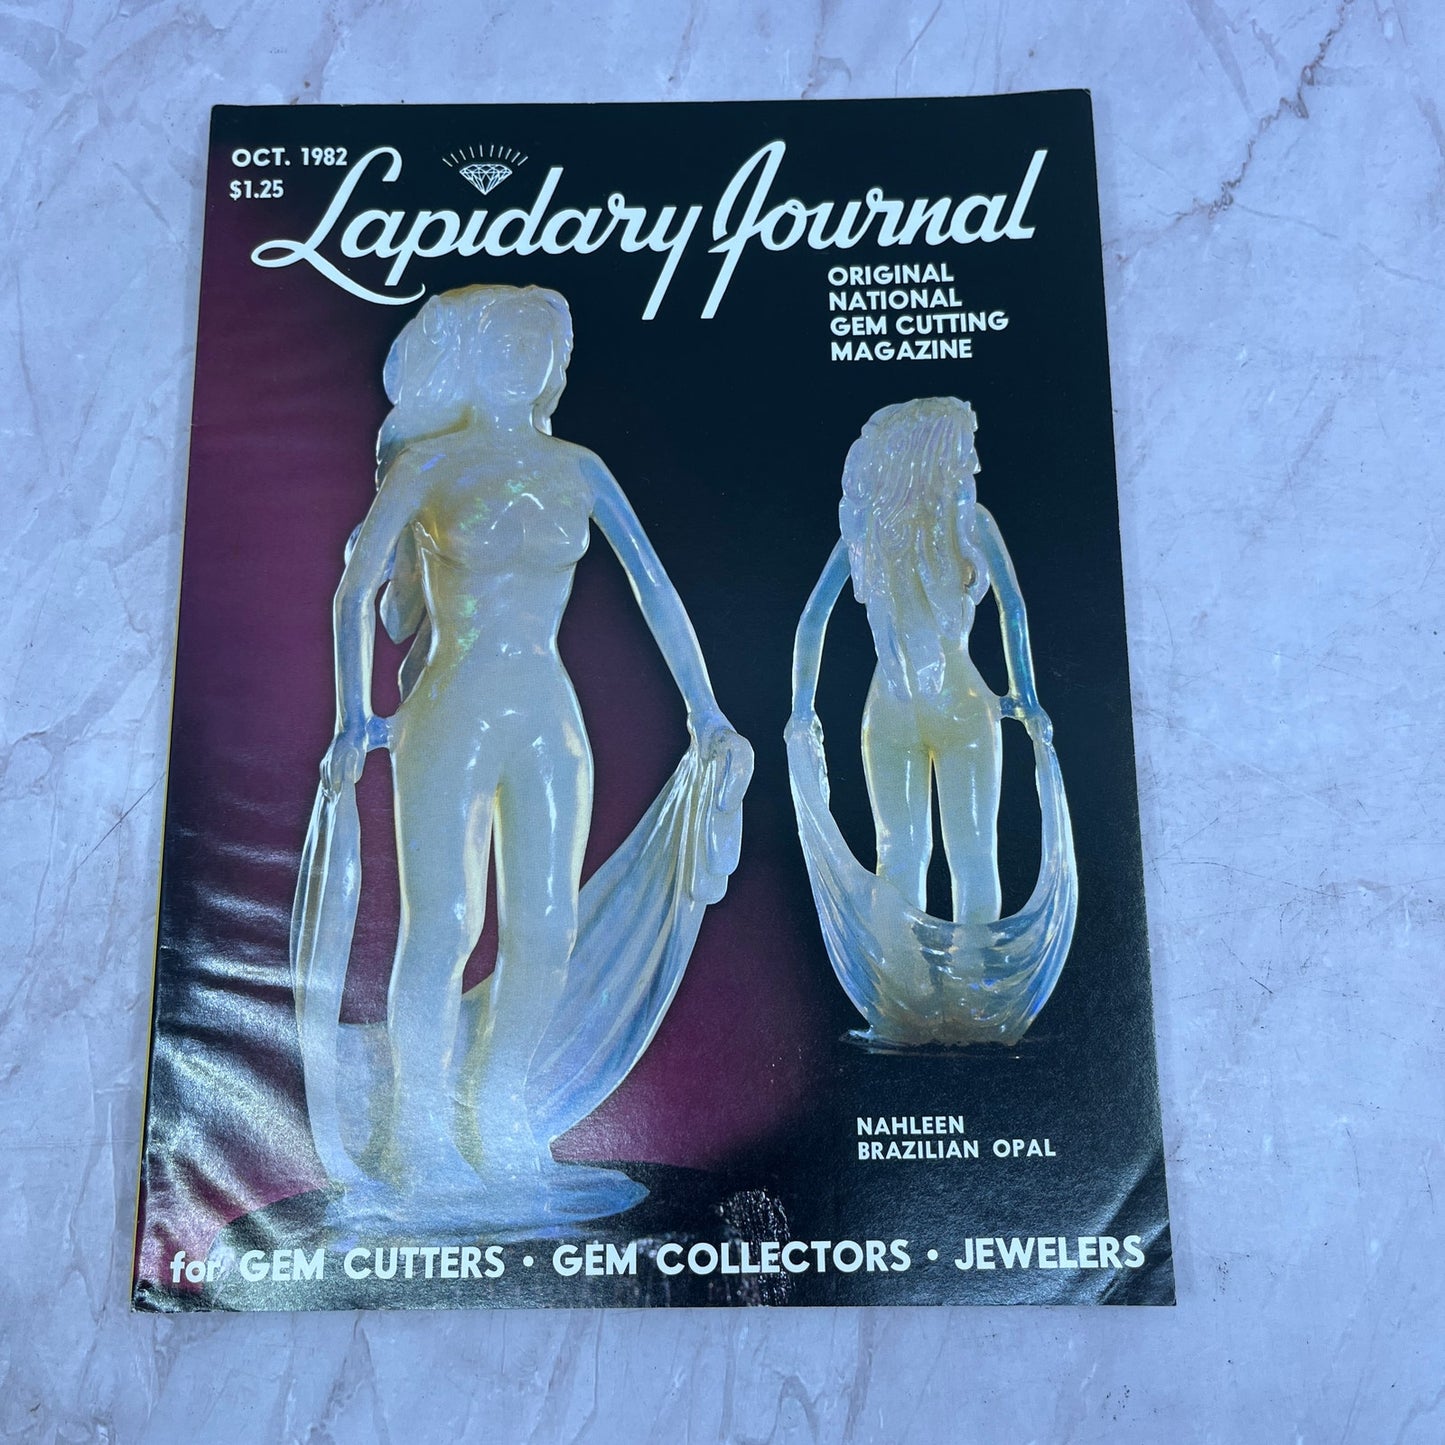 OCT. 1982
$1.25
Lapidary Journal
ORIGINAL
NATIONAL
GEM CUTTING
MAGAZINE
NAHLEEN
BRAZILIAN OPAL
for GEM CUTTERS • GEM COLLECTORS • JEWELERS